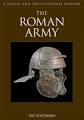 A SOCIAL AND INSTITUTIONAL HISTORY
THE
ROMAN
ARMY
PAT SOUTHERN